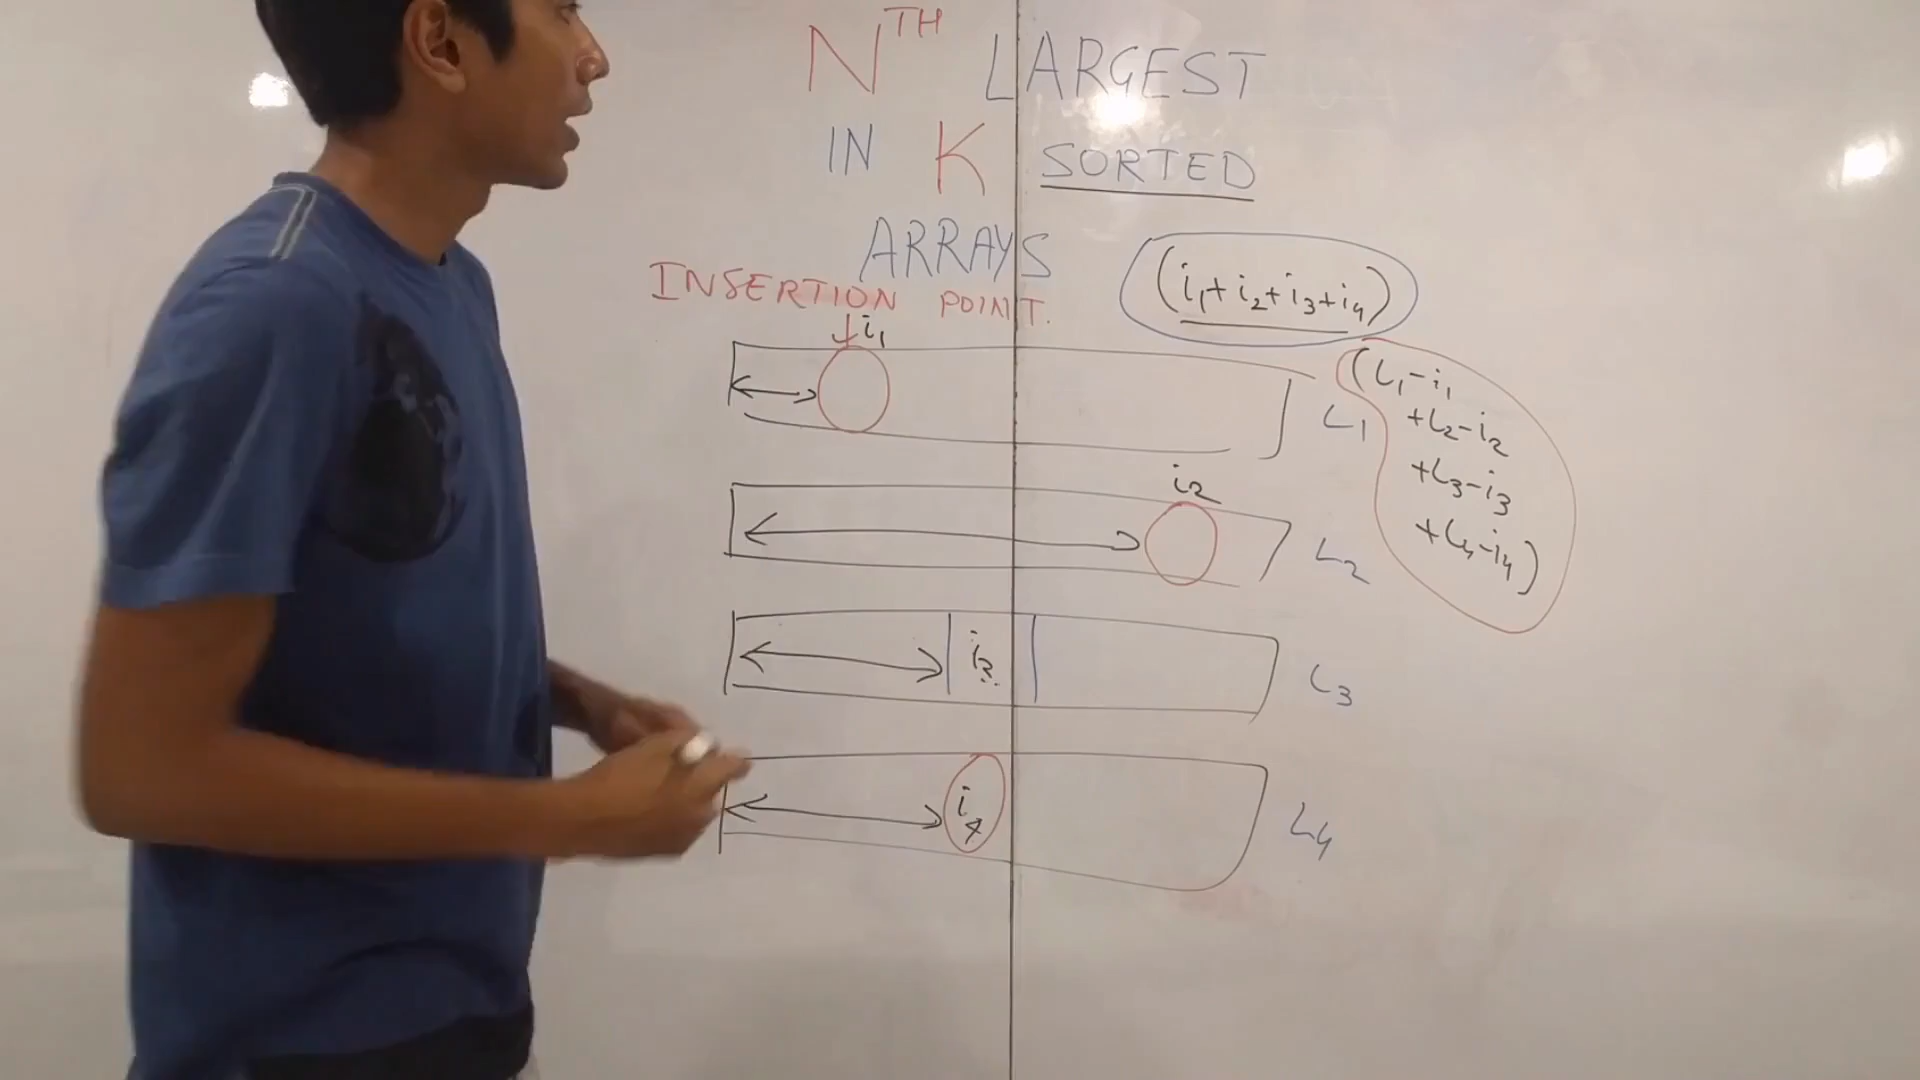 NTH LARGEST
IN K SORTED
ARRAYS
INSERTION POINT.
(i1+i2+i3+i4)
i1
(L1-i1
+L2-i2
+L3-i3
+L4-i4)
L1
i2
L2
i3
L3
i4
L4